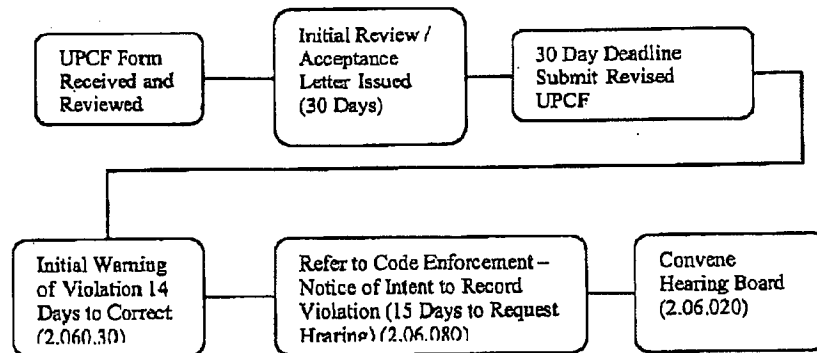 UPCF Form
Received and
Reviewed
Initial Review /
Acceptance
Letter Issued
(30 Days)
30 Day Deadline
Submit Revised
UPCF
Initial Warning
of Violation 14
Days to Correct
(2.060.30)
Refer to Code Enforcement –
Notice of Intent to Record
Violation (15 Days to Request
Hearing) (2.06.080)
Convene
Hearing Board
(2.06.020)